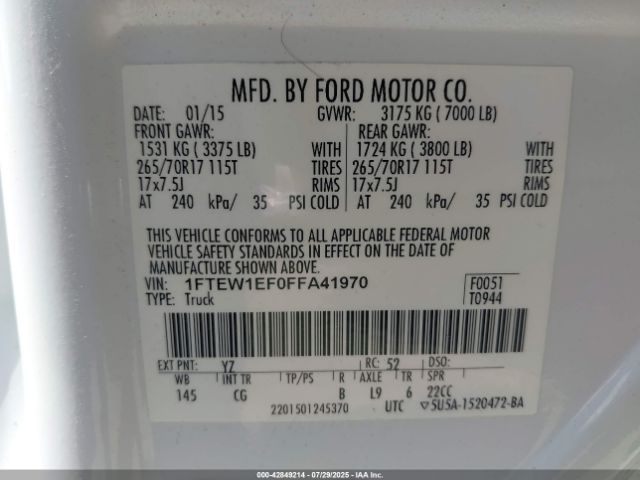 MFD. BY FORD MOTOR CO.
DATE: 01/15 GVWR: 3175 KG ( 7000 LB)
FRONT GAWR: REAR GAWR:
1531 KG ( 3375 LB) WITH 1724 KG ( 3800 LB) WITH
265/70R17 115T TIRES 265/70R17 115T TIRES
17x7.5J RIMS 17x7.5J RIMS
AT 240 kPa/ 35 PSI COLD AT 240 kPa/ 35 PSI COLD
THIS VEHICLE CONFORMS TO ALL APPLICABLE FEDERAL MOTOR
VEHICLE SAFETY STANDARDS IN EFFECT ON THE DATE OF
MANUFACTURE SHOWN ABOVE.
VIN: 1FTEW1EF0FFA41970 F0051
TYPE: Truck T0944
EXT PNT: YZ RC: 52 DSO:
WB INT TR TP/PS R AXLE TR SPR
145 CG B L9 6 22CC
2201501245370 UTC ▽5U5A-1520472-BA
00-42849214 - 07/29/2025 - IAA Inc.